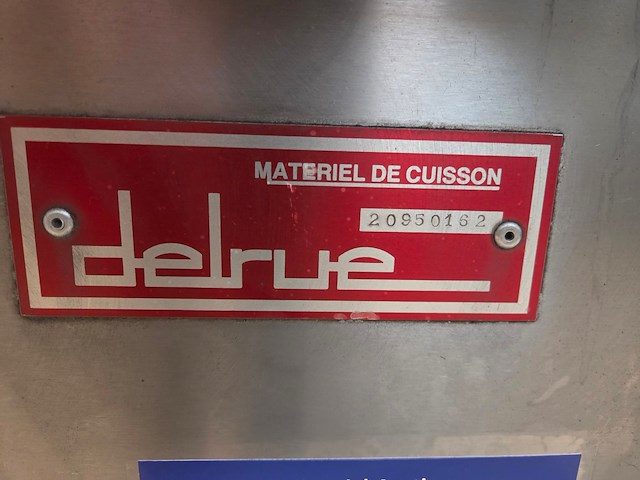 MATERIEL DE CUISSON
20950162
delrue